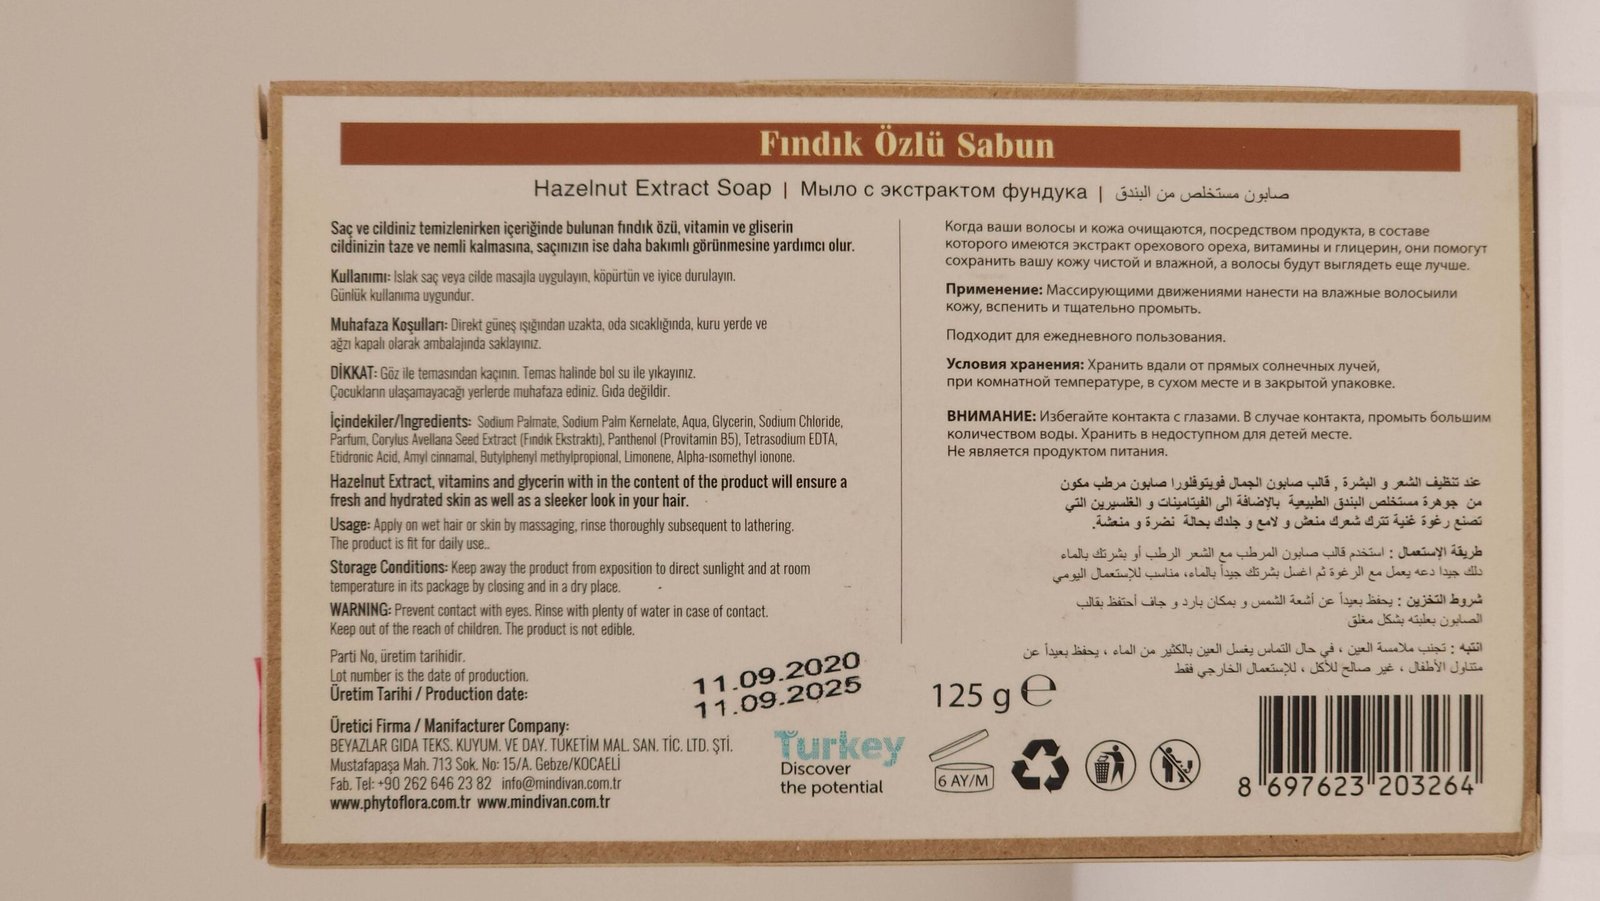 Fındık Özlü Sabun
Hazelnut Extract Soap | Мыло с экстрактом фундука | صابون مستخلص من البندق
Saç ve cildiniz temizlenirken içeriğinde bulunan fındık özü, vitamin ve gliserin
cildinizin taze ve nemli kalmasına, saçınızın ise daha bakımlı görünmesine yardımcı olur.
Kullanımı: Islak saç veya cilde masajla uygulayın, köpürtün ve iyice durulayın.
Günlük kullanıma uygundur.
Muhafaza Koşulları: Direkt güneş ışığından uzakta, oda sıcaklığında, kuru yerde ve
ağzı kapalı olarak ambalajında saklayınız.
DİKKAT: Göz ile temasından kaçının. Temas halinde bol su ile yıkayınız.
Çocukların ulaşamayacağı yerlerde muhafaza ediniz. Gıda değildir.
İçindekiler/Ingredients: Sodium Palmate, Sodium Palm Kernelate, Aqua, Glycerin, Sodium Chloride,
Parfum, Corylus Avellana Seed Extract (Fındık Ekstraktı), Panthenol (Provitamin B5), Tetrasodium EDTA,
Etidronic Acid, Amyl cinnamal, Butylphenyl methylpropional, Limonene, Alpha-ısomethyl ionone.
Hazelnut Extract, vitamins and glycerin with in the content of the product will ensure a
fresh and hydrated skin as well as a sleeker look in your hair.
Usage: Apply on wet hair or skin by massaging, rinse thoroughly subsequent to lathering.
The product is fit for daily use..
Storage Conditions: Keep away the product from exposition to direct sunlight and at room
temperature in its package by closing and in a dry place.
WARNING: Prevent contact with eyes. Rinse with plenty of water in case of contact.
Keep out of the reach of children. The product is not edible.
Parti No, üretim tarihidir.
Lot number is the date of production.
Üretim Tarihi / Production date:
11.09.2020
11.09.2025
Üretici Firma / Manifacturer Company:
BEYAZLAR GIDA TEKS. KUYUM. VE DAY. TÜKETİM MAL. SAN. TİC. LTD. ŞTİ.
Mustafapaşa Mah. 713 Sok. No: 15/A. Gebze/KOCAELİ
Fab. Tel: +90 262 646 23 82 info@mindivan.com.tr
www.phytoflora.com.tr www.mindivan.com.tr
Когда ваши волосы и кожа очищаются, посредством продукта, в составе
которого имеются экстракт орехового ореха, витамины и глицерин, они помогут
сохранить вашу кожу чистой и влажной, а волосы будут выглядеть еще лучше.
Применение: Массирующими движениями нанести на влажные волосыили
кожу, вспенить и тщательно промыть.
Подходит для ежедневного пользования.
Условия хранения: Хранить вдали от прямых солнечных лучей,
при комнатной температуре, в сухом месте и в закрытой упаковке.
ВНИМАНИЕ: Избегайте контакта с глазами. В случае контакта, промыть большим
количеством воды. Хранить в недоступном для детей месте.
Не является продуктом питания.
عند تنظيف الشعر و البشرة , قالب صابون الجمال فويتوفلورا صابون مرطب مكون
من جوهرة مستخلص البندق الطبيعية بالإضافة الى الفيتامينات و الغلسيرين التي
تصنع رغوة غنية تترك شعرك منعش و لامع و جلدك بحالة نضرة و منعشة.
طريقة الإستعمال : استخدم قالب صابون المرطب مع الشعر الرطب أو بشرتك بالماء
دلك جيدا دعه يعمل مع الرغوة ثم اغسل بشرتك جيداً بالماء، مناسب للإستعمال اليومي
شروط التخزين : يحفظ بعيداً عن أشعة الشمس و بمكان بارد و جاف أحتفظ بقالب
الصابون بعلبته بشكل مغلق
انتبه : تجنب ملامسة العين ، في حال التماس يغسل العين بالكثير من الماء ، يحفظ بعيداً عن
متناول الأطفال ، غير صالح للأكل ، للإستعمال الخارجي فقط
125 g ℮
Turkey
Discover
the potential
6 AY/M
8 697623 203264